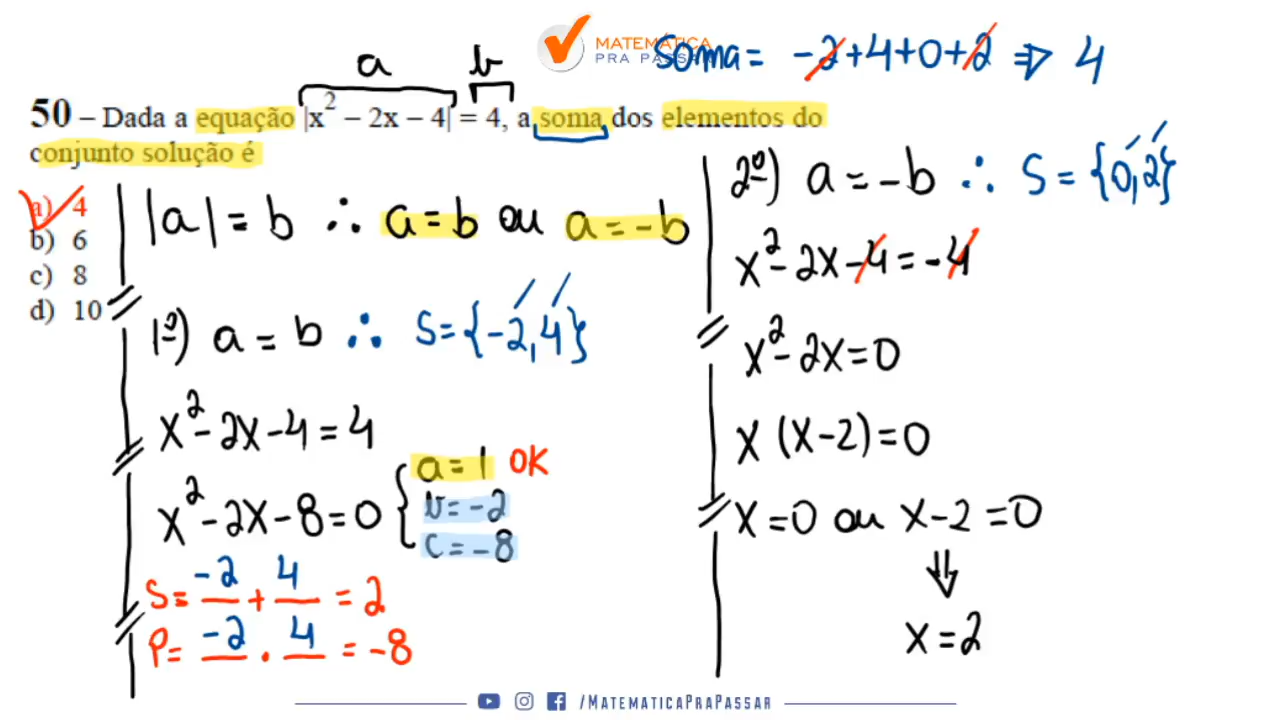 MATEMÁTICA
PRA PASSAR
Soma = -2+4+0+2 ⇒ 4
a
b
50 – Dada a equação |x² − 2x − 4| = 4, a soma dos elementos do
conjunto solução é
a) 4
b) 6
c) 8
d) 10
|a| = b ∴ a = b ou a = -b
1º) a = b ∴ S = {-2, 4}
x² - 2x - 4 = 4
x² - 2x - 8 = 0
a = 1 OK
b = -2
c = -8
S = -2 + 4 = 2
P = -2 . 4 = -8
2º) a = -b ∴ S = {0, 2}
x² - 2x - 4 = -4
x² - 2x = 0
x (x - 2) = 0
x = 0 ou x - 2 = 0
⇓
x = 2
/MatematicaPraPassar